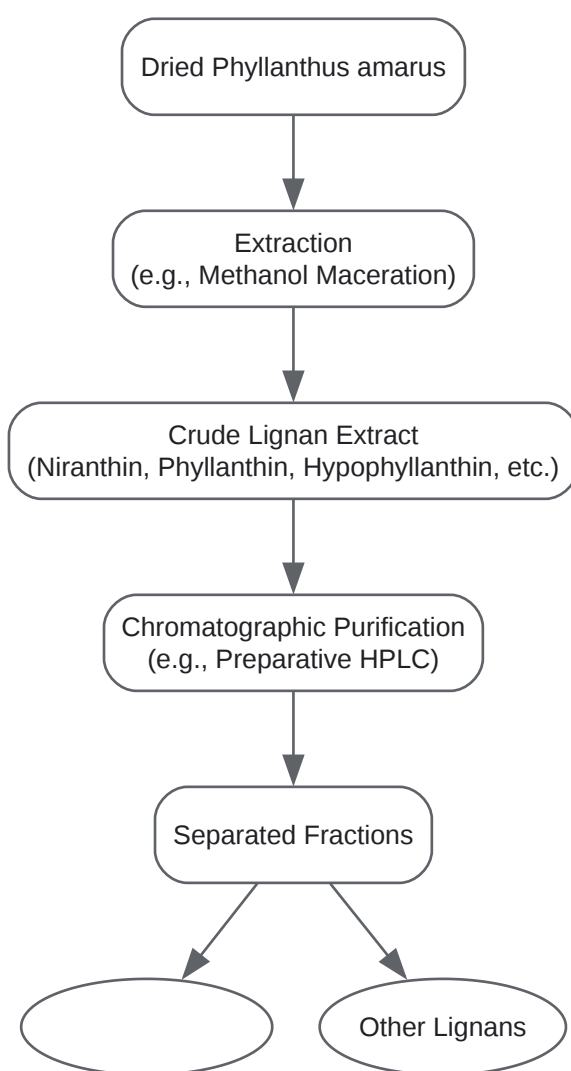 Dried Phyllanthus amarus
Extraction
(e.g., Methanol Maceration)
Crude Lignan Extract
(Niranthin, Phyllanthin, Hypophyllanthin, etc.)
Chromatographic Purification
(e.g., Preparative HPLC)
Separated Fractions
Other Lignans